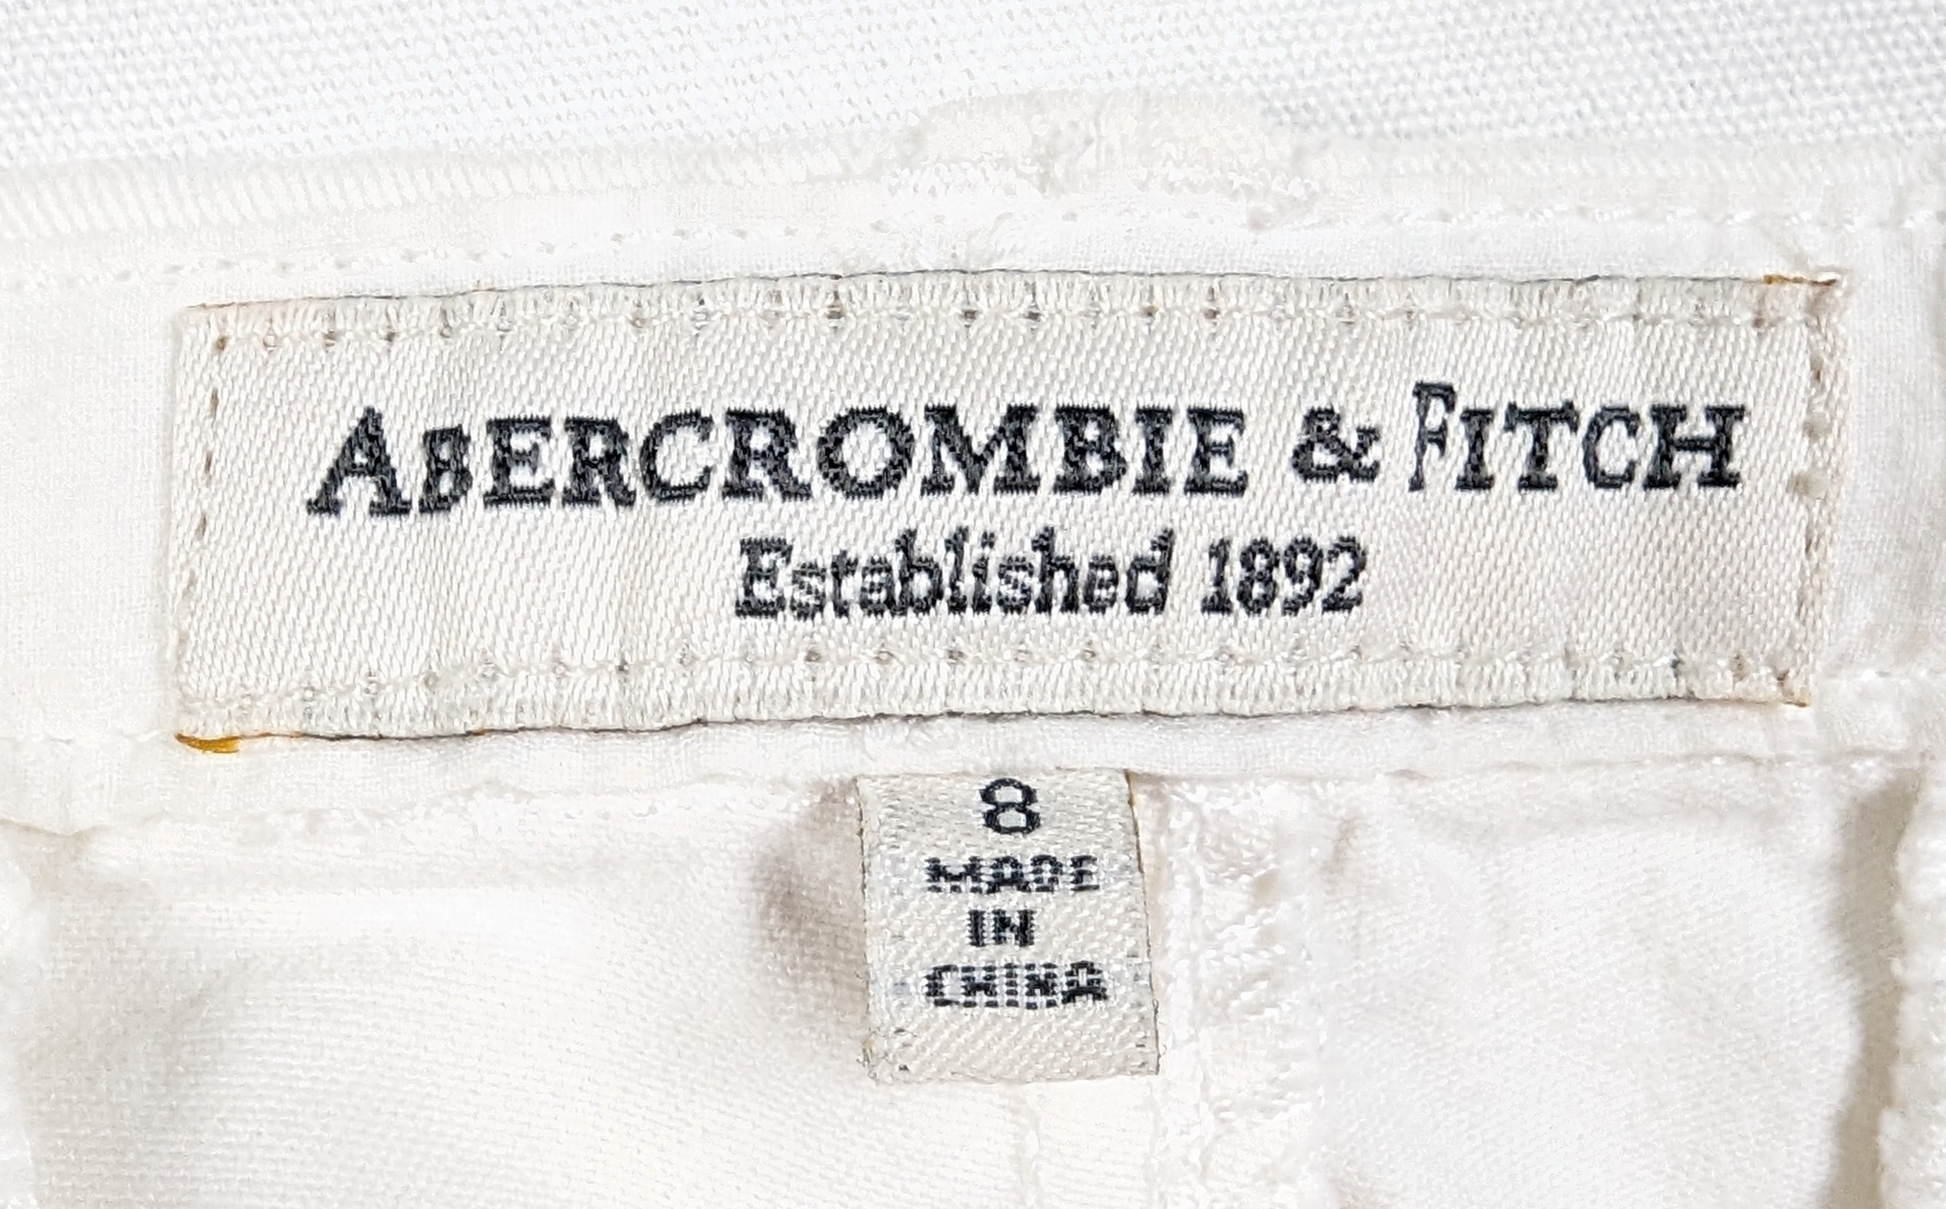 ABERCROMBIE & FITCH
Established 1892
8
MADE
IN
CHINA